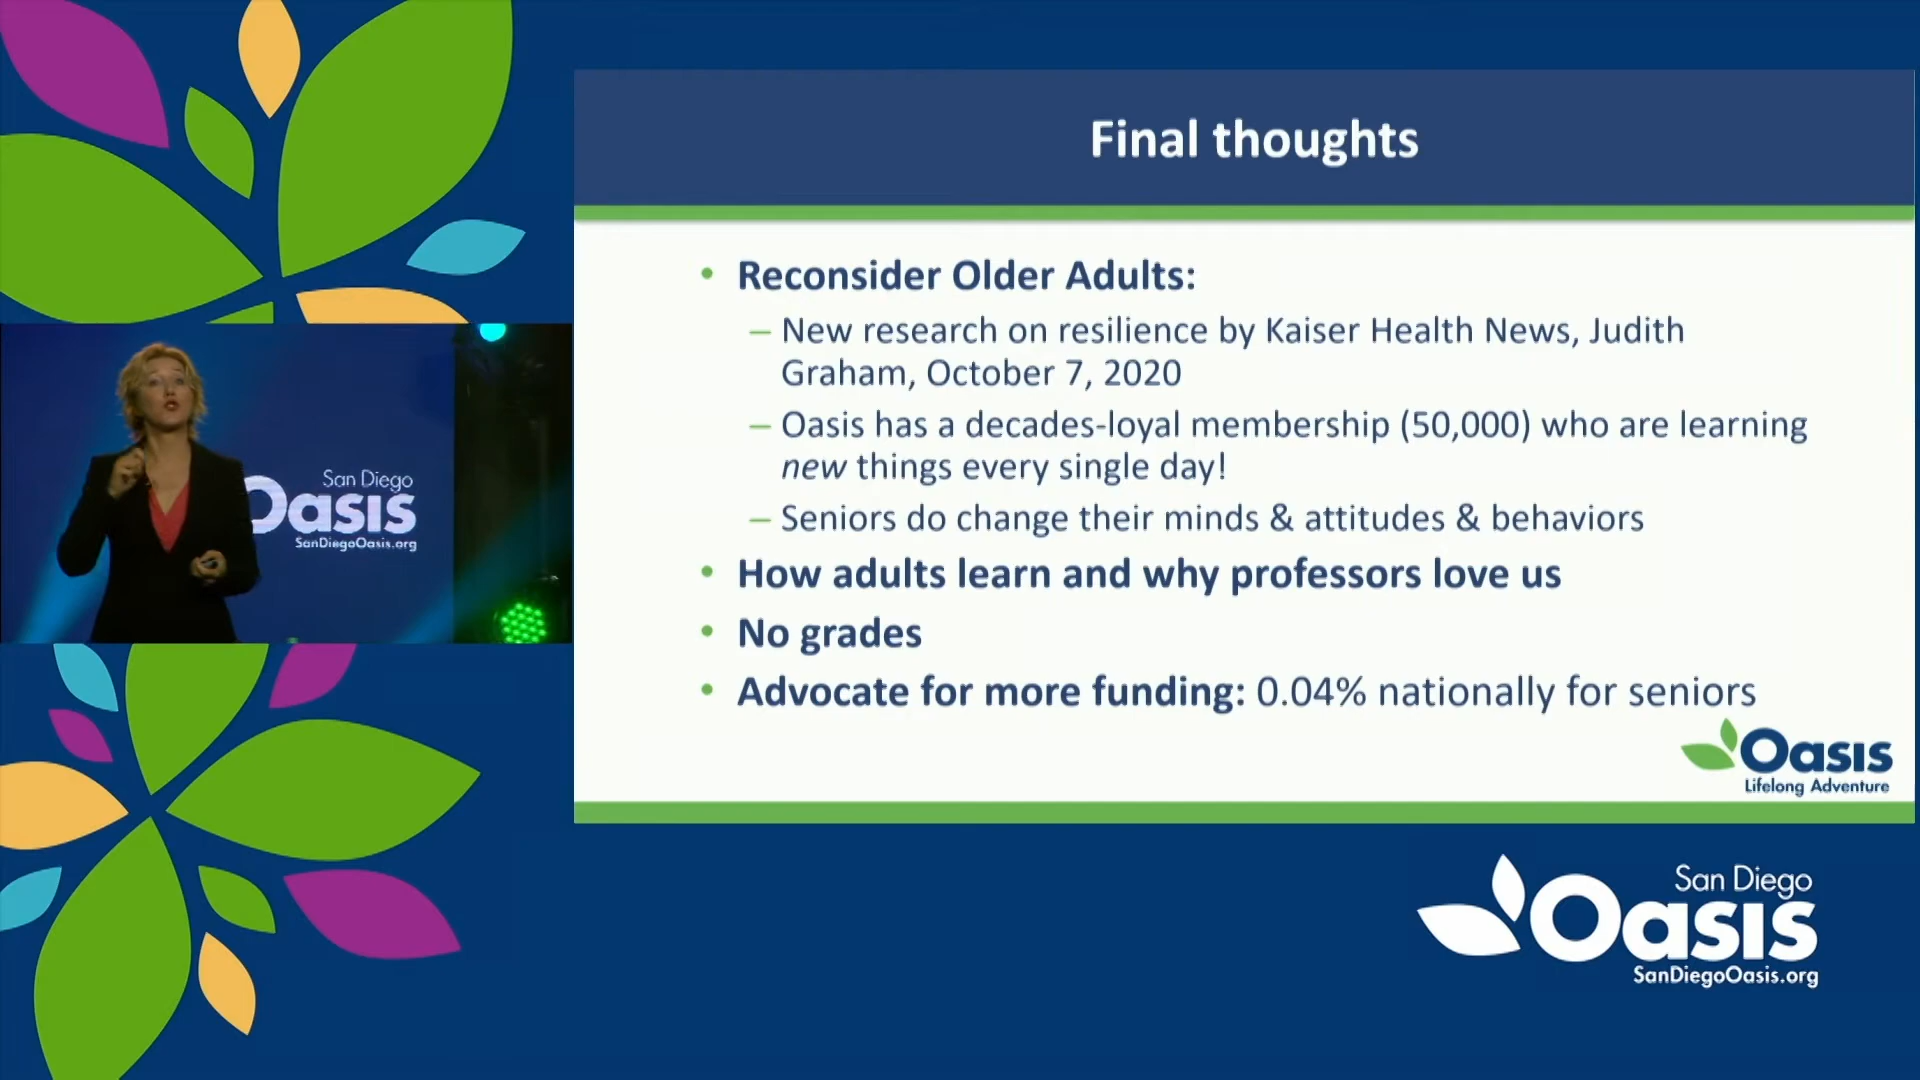 Final thoughts
• Reconsider Older Adults:
– New research on resilience by Kaiser Health News, Judith
Graham, October 7, 2020
– Oasis has a decades-loyal membership (50,000) who are learning
new things every single day!
– Seniors do change their minds & attitudes & behaviors
• How adults learn and why professors love us
• No grades
• Advocate for more funding: 0.04% nationally for seniors
Oasis
Lifelong Adventure
San Diego
Oasis
SanDiegoOasis.org
San Diego
Oasis
SanDiegoOasis.org